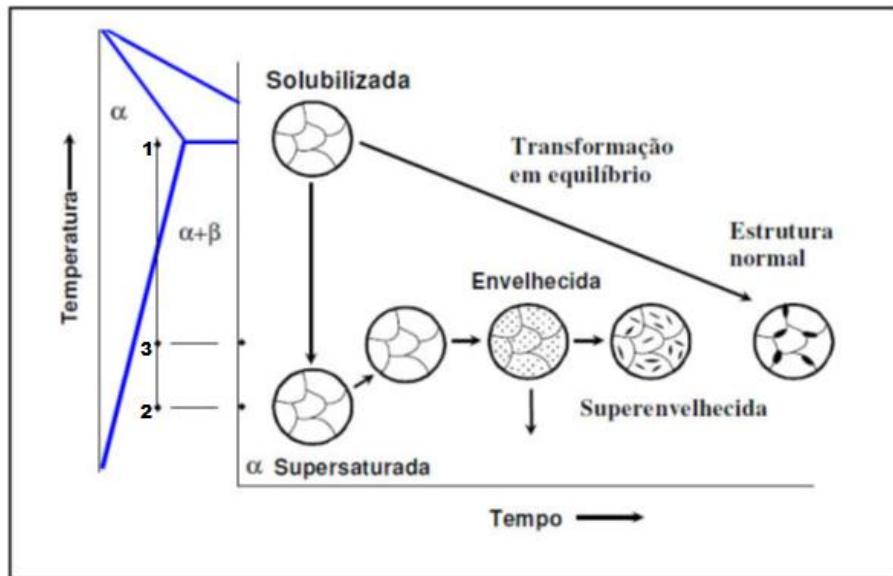 Solubilizada
α
1
Transformação
em equilíbrio
Temperatura
α+β
Estrutura
normal
Envelhecida
3
2
Superenvelhecida
α Supersaturada
Tempo